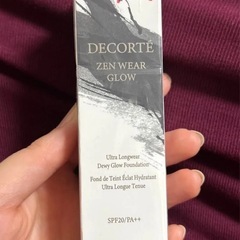 DECORTÉ
ZEN WEAR
GLOW
Ultra Longwear
Dewy Glow Foundation
Fond de Teint Éclat Hydratant
Ultra Longue Tenue
SPF20/PA++